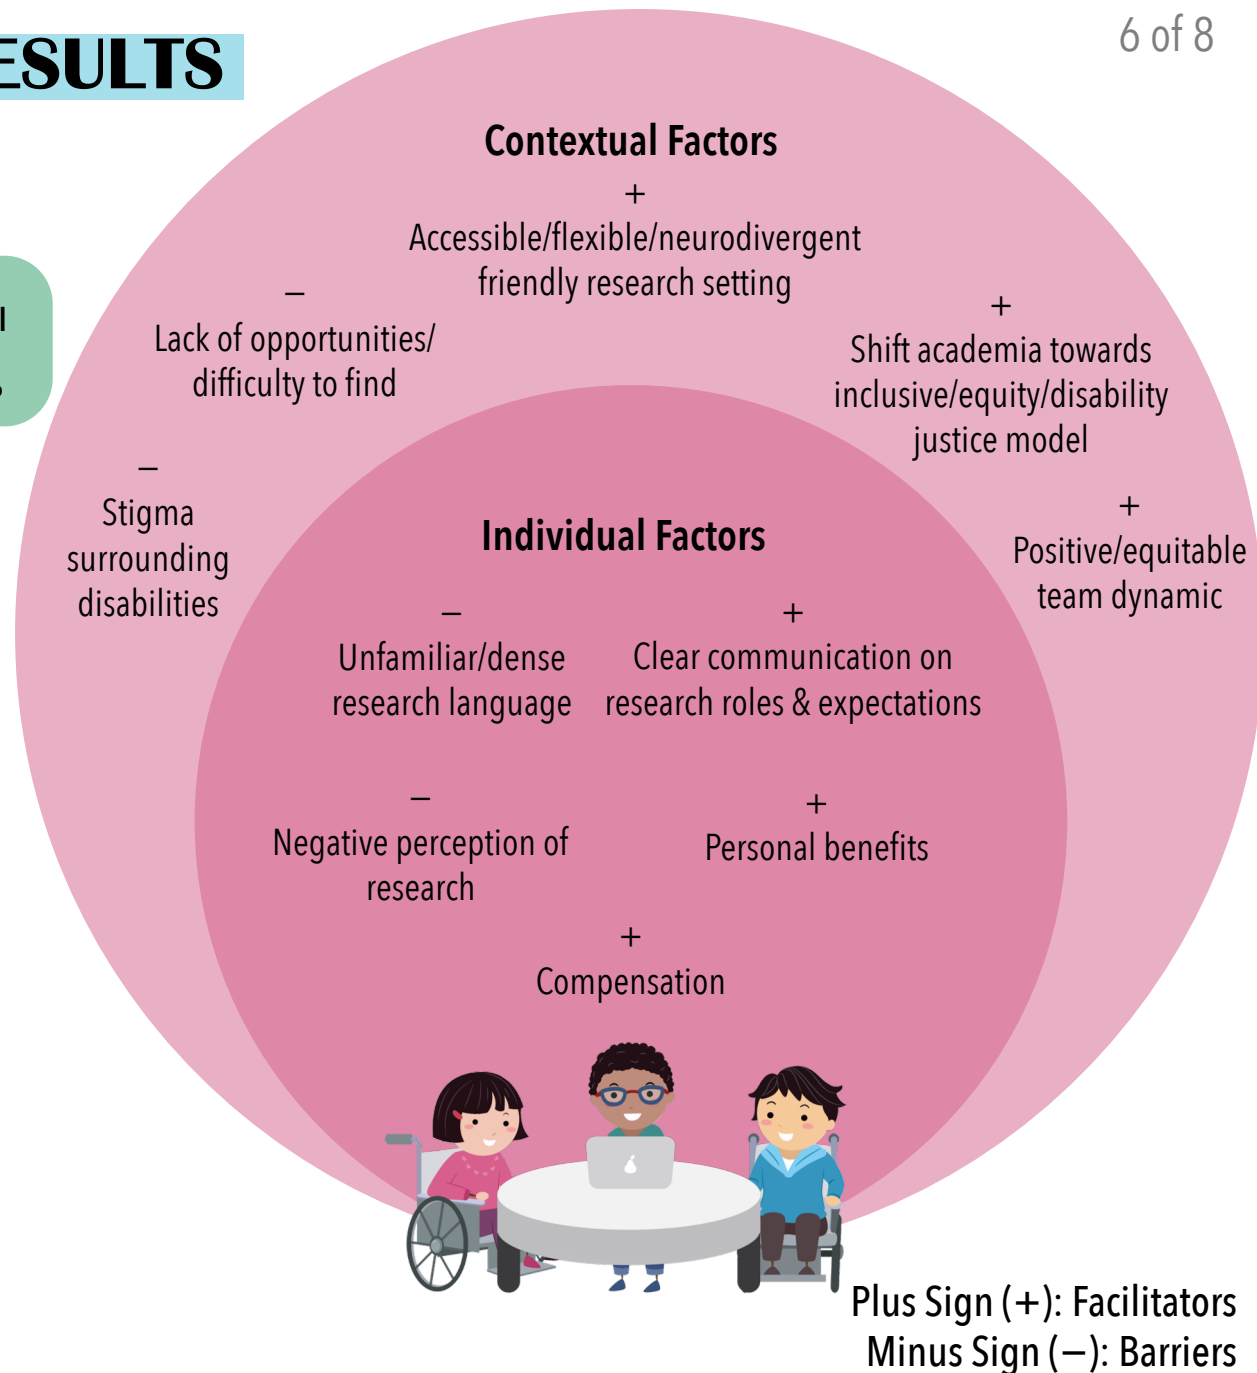 ESULTS
6 of 8
Contextual Factors
+
Accessible/flexible/neurodivergent
friendly research setting
–
Lack of opportunities/
difficulty to find
+
Shift academia towards
inclusive/equity/disability
justice model
–
Stigma
surrounding
disabilities
+
Positive/equitable
team dynamic
Individual Factors
–
Unfamiliar/dense
research language
+
Clear communication on
research roles & expectations
–
Negative perception of
research
+
Personal benefits
+
Compensation
Plus Sign (+): Facilitators
Minus Sign (–): Barriers